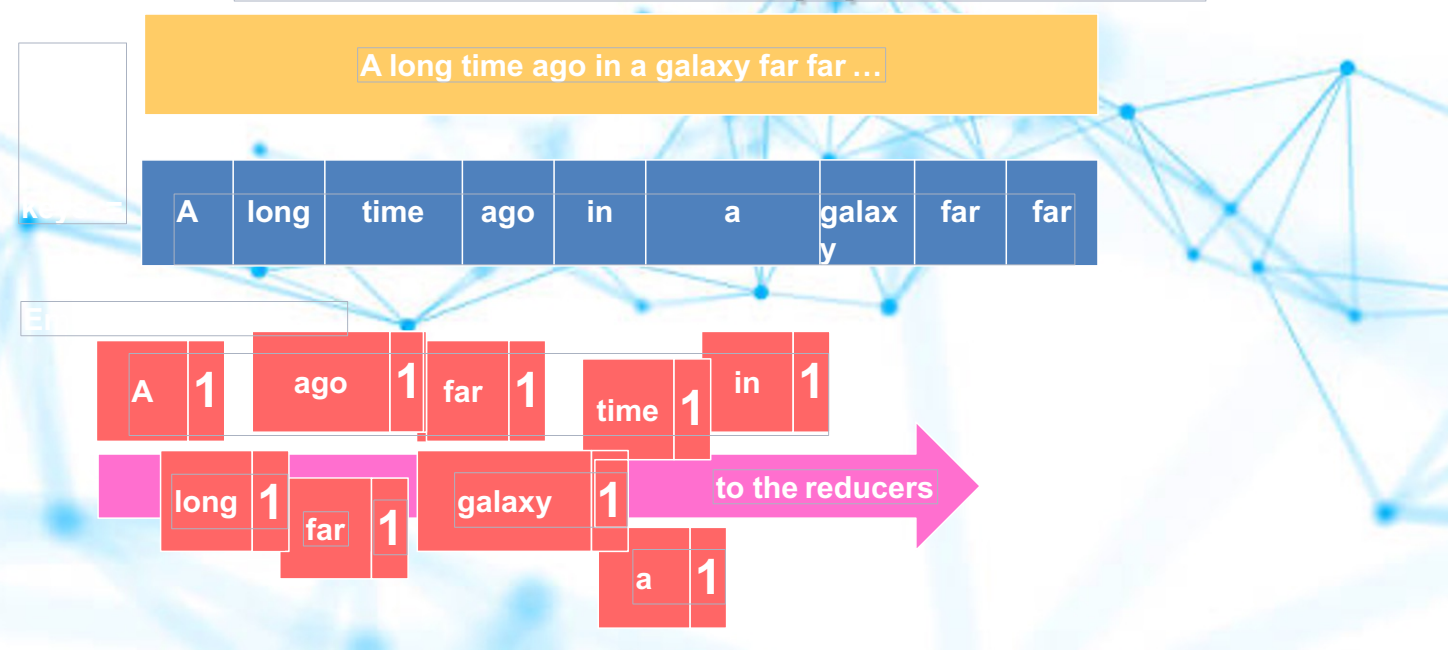 A long time ago in a galaxy far far …
A long time ago in a galaxy far far
A 1 ago 1 far 1 time 1 in 1
long 1 far 1 galaxy 1 to the reducers
a 1